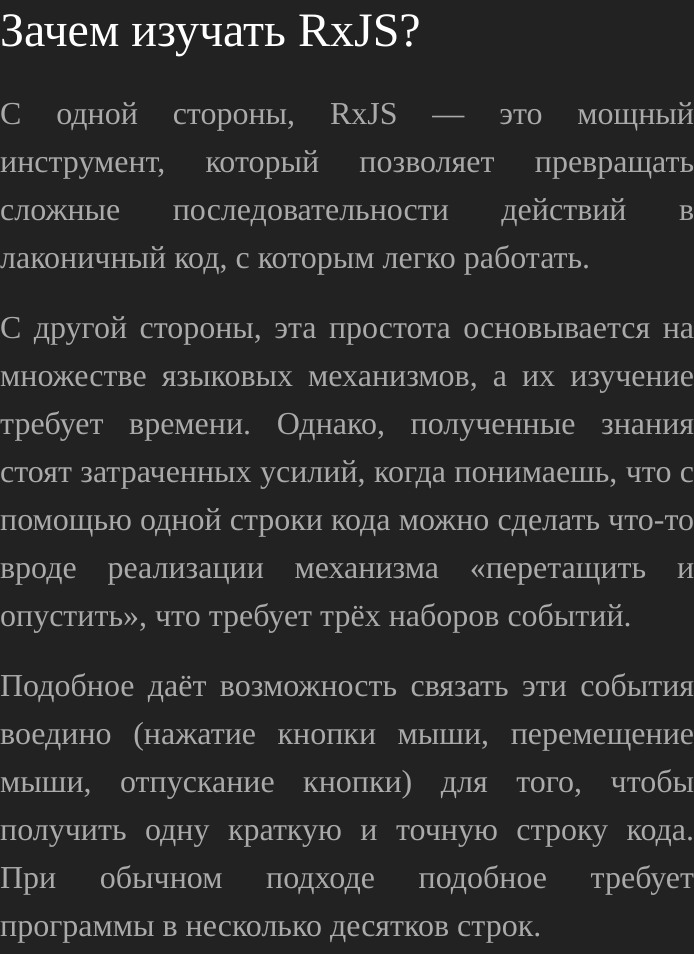 Зачем изучать RxJS?
С одной стороны, RxJS — это мощный
инструмент, который позволяет превращать
сложные последовательности действий в
лаконичный код, с которым легко работать.
С другой стороны, эта простота основывается на
множестве языковых механизмов, а их изучение
требует времени. Однако, полученные знания
стоят затраченных усилий, когда понимаешь, что с
помощью одной строки кода можно сделать что-то
вроде реализации механизма «перетащить и
опустить», что требует трёх наборов событий.
Подобное даёт возможность связать эти события
воедино (нажатие кнопки мыши, перемещение
мыши, отпускание кнопки) для того, чтобы
получить одну краткую и точную строку кода.
При обычном подходе подобное требует
программы в несколько десятков строк.